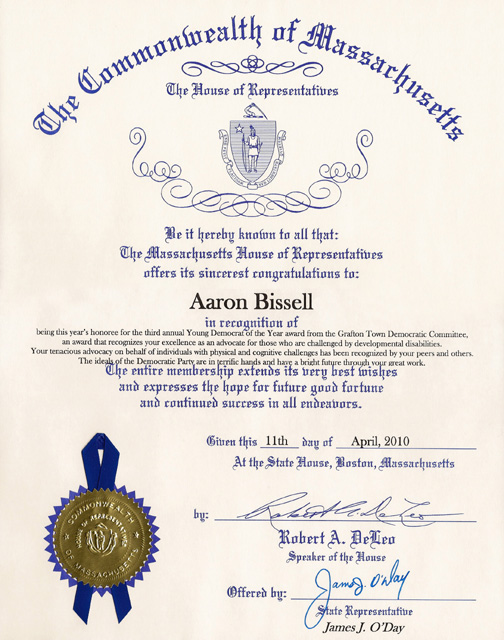 The Commonwealth of Massachusetts
The House of Representatives
Be it hereby known to all that:
The Massachusetts House of Representatives
offers its sincerest congratulations to:
Aaron Bissell
in recognition of
being this year's honoree for the third annual Young Democrat of the Year award from the Grafton Town Democratic Committee,
an award that recognizes your excellence as an advocate for those who are challenged by developmental disabilities.
Your tenacious advocacy on behalf of individuals with physical and cognitive challenges has been recognized by your peers and others.
The ideals of the Democratic Party are in terrific hands and have a bright future through your great work.
The entire membership extends its very best wishes
and expresses the hope for future good fortune
and continued success in all endeavors.
Given this 11th day of April, 2010
At the State House, Boston, Massachusetts
by: Robert A. DeLeo
Robert A. DeLeo
Speaker of the House
Offered by: James J. O'Day
State Representative
James J. O'Day
COMMONWEALTH
OF MASSACHUSETTS